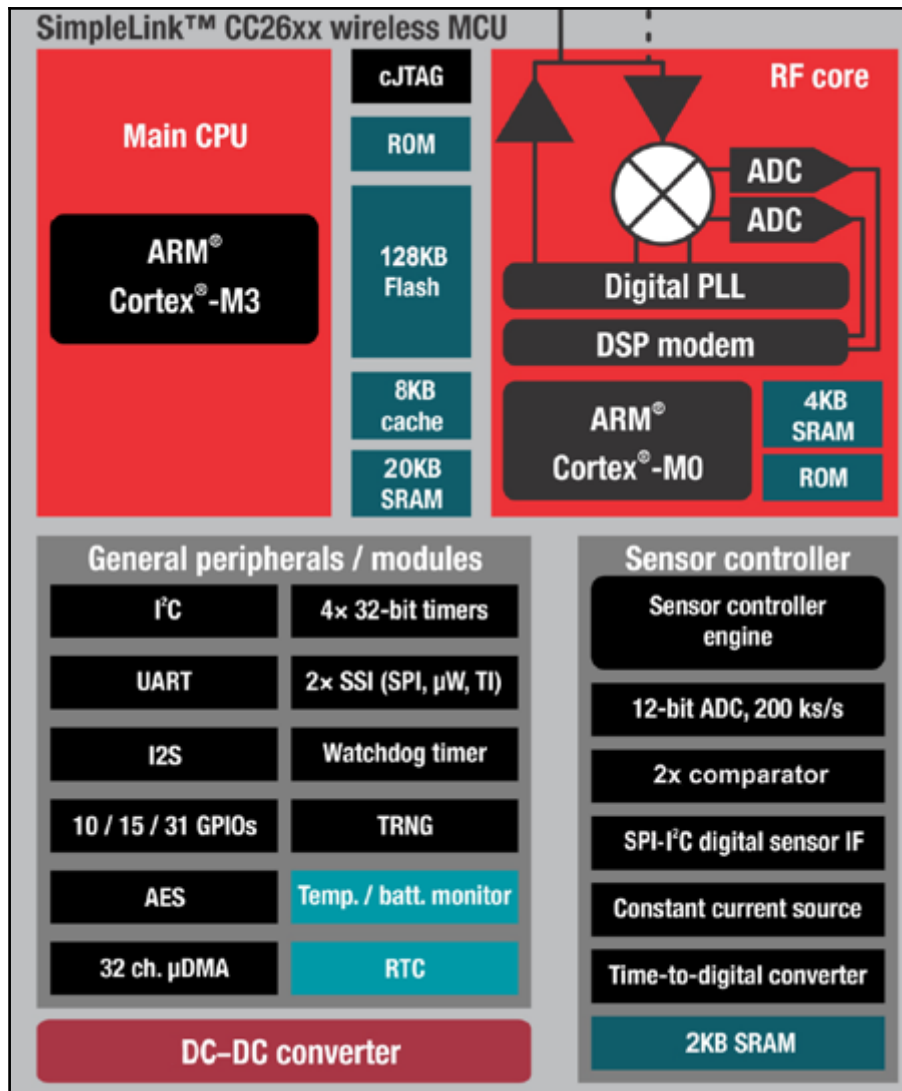 SimpleLink™ CC26xx wireless MCU
Main CPU
ARM®
Cortex®-M3
cJTAG
ROM
128KB
Flash
8KB
cache
20KB
SRAM
RF core
ADC
ADC
Digital PLL
DSP modem
ARM®
Cortex®-M0
4KB
SRAM
ROM
General peripherals / modules
I²C
4× 32-bit timers
UART
2× SSI (SPI, µW, TI)
I2S
Watchdog timer
10 / 15 / 31 GPIOs
TRNG
AES
Temp. / batt. monitor
32 ch. µDMA
RTC
DC–DC converter
Sensor controller
Sensor controller
engine
12-bit ADC, 200 ks/s
2x comparator
SPI-I²C digital sensor IF
Constant current source
Time-to-digital converter
2KB SRAM